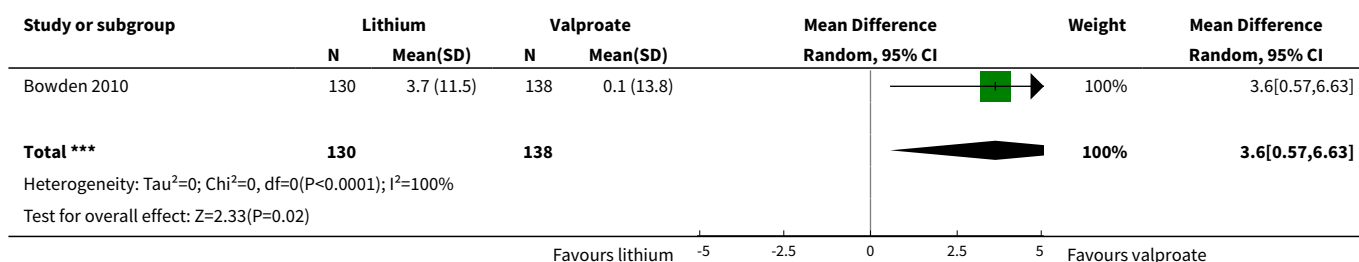 Study or subgroup Lithium Valproate Mean Difference Weight Mean Difference
N Mean(SD) N Mean(SD) Random, 95% CI Random, 95% CI
Bowden 2010 130 3.7 (11.5) 138 0.1 (13.8) 100% 3.6[0.57,6.63]
Total *** 130 138 100% 3.6[0.57,6.63]
Heterogeneity: Tau²=0; Chi²=0, df=0(P<0.0001); I²=100%
Test for overall effect: Z=2.33(P=0.02)
Favours lithium -5 -2.5 0 2.5 5 Favours valproate